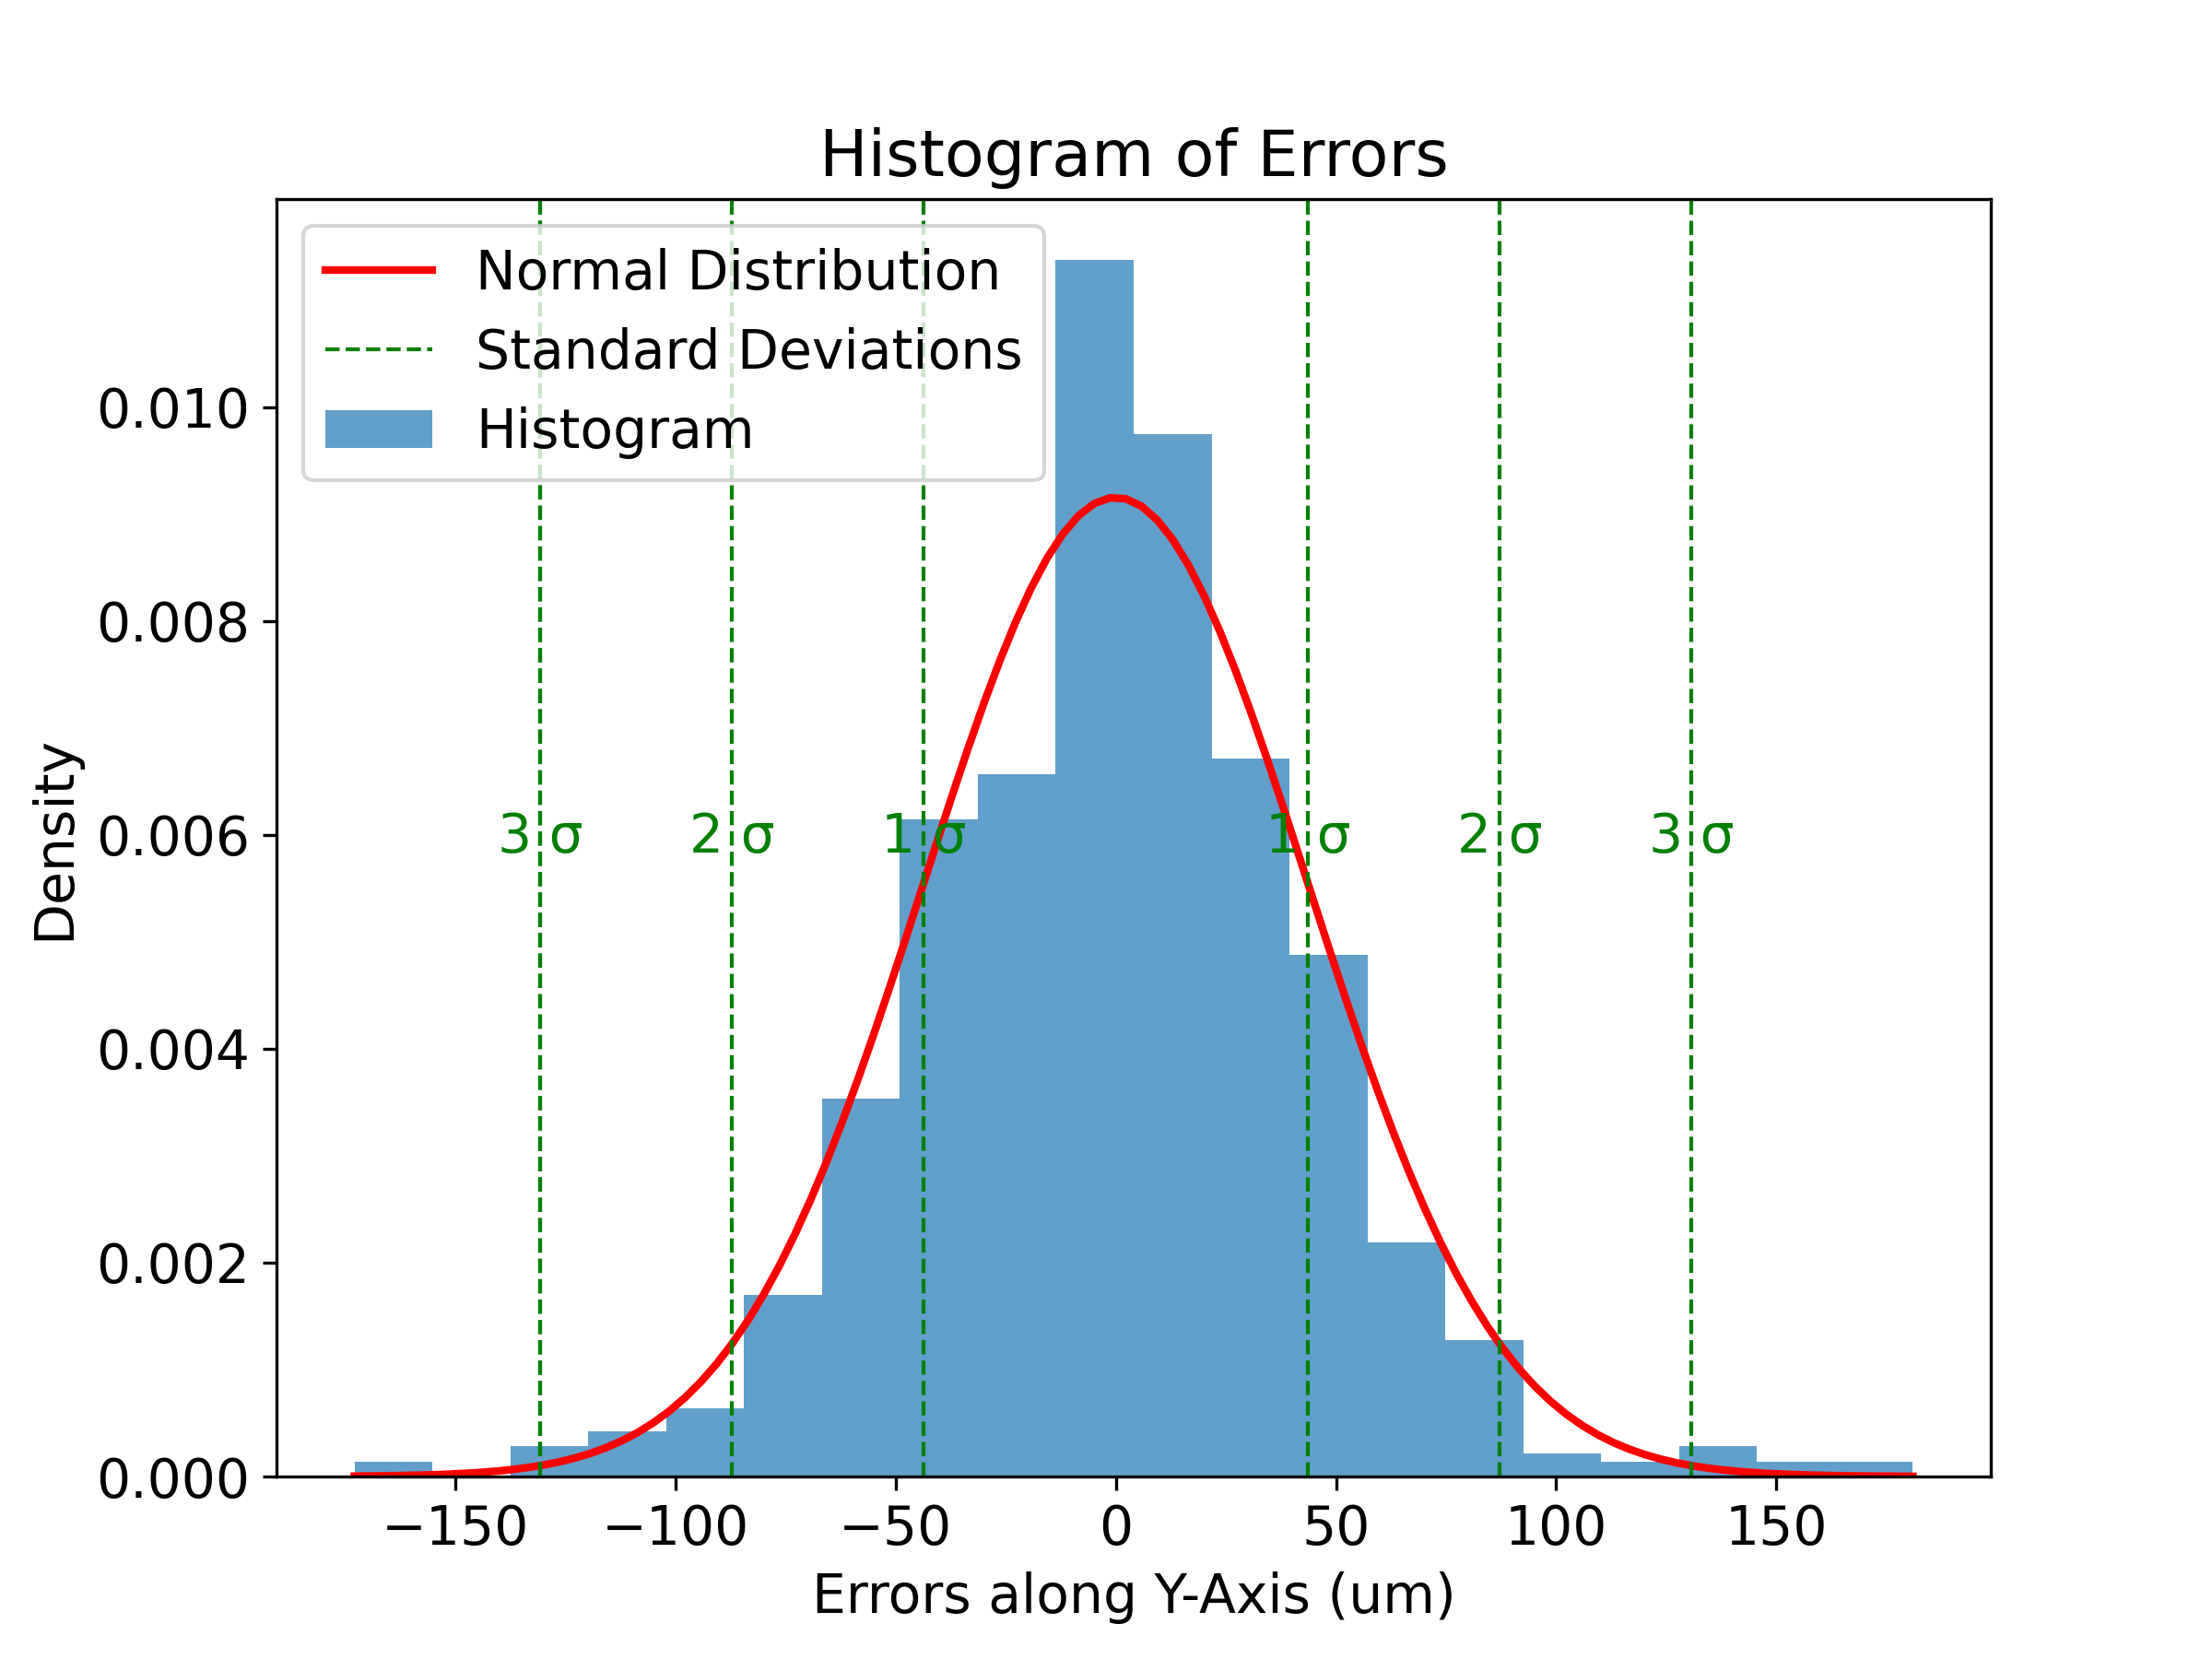 Histogram of Errors
Normal Distribution
Standard Deviations
Histogram
Density
0.010
0.008
0.006
0.004
0.002
0.000
3 σ 2 σ 1 σ 1 σ 2 σ 3 σ
−150 −100 −50 0 50 100 150
Errors along Y-Axis (um)